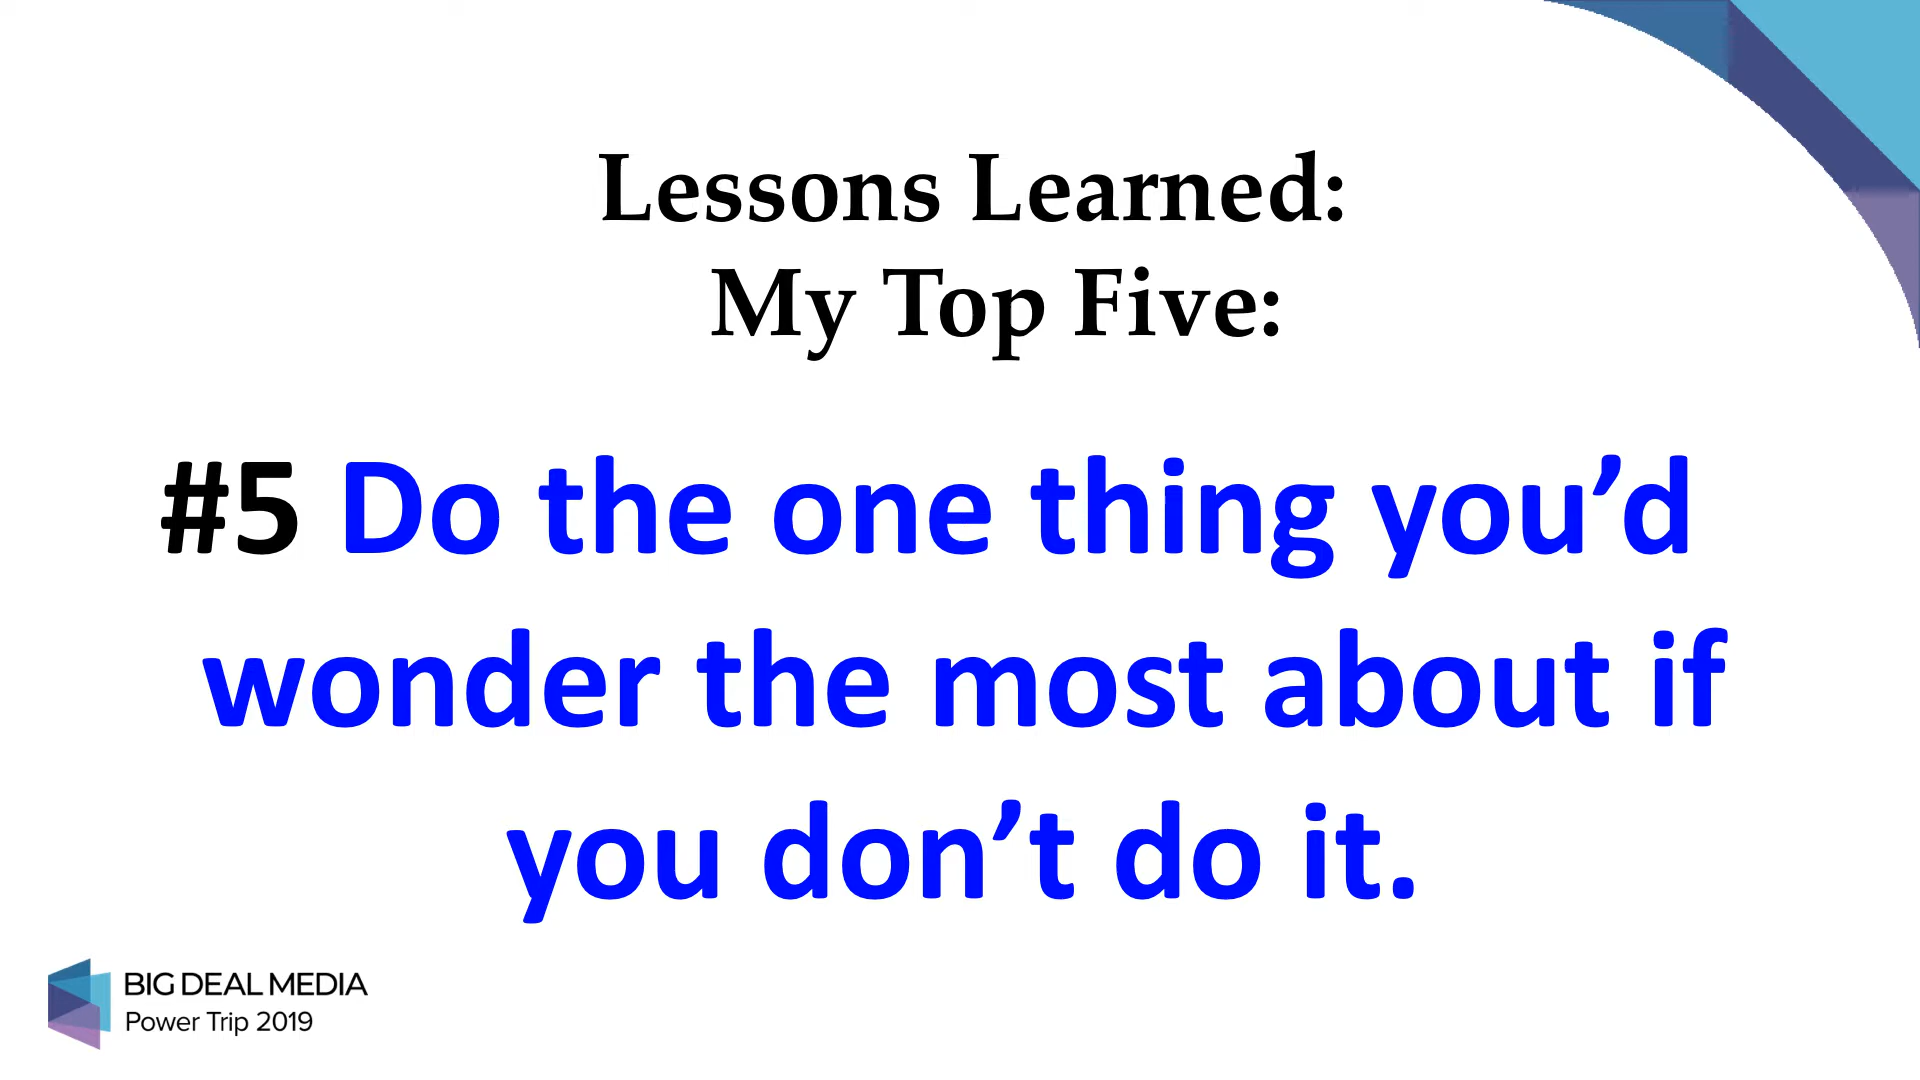 Lessons Learned:
My Top Five:
#5 Do the one thing you’d
wonder the most about if
you don’t do it.
BIG DEAL MEDIA
Power Trip 2019